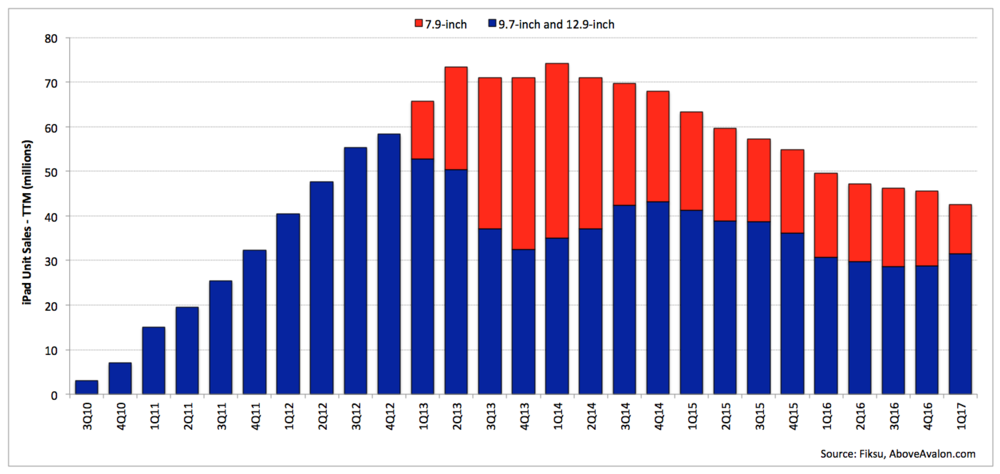 7.9-inch 9.7-inch and 12.9-inch
80
70
60
50
40
30
20
10
0
iPad Unit Sales - TTM (millions)
3Q10 4Q10 1Q11 2Q11 3Q11 4Q11 1Q12 2Q12 3Q12 4Q12 1Q13 2Q13 3Q13 4Q13 1Q14 2Q14 3Q14 4Q14 1Q15 2Q15 3Q15 4Q15 1Q16 2Q16 3Q16 4Q16 1Q17
Source: Fiksu, AboveAvalon.com